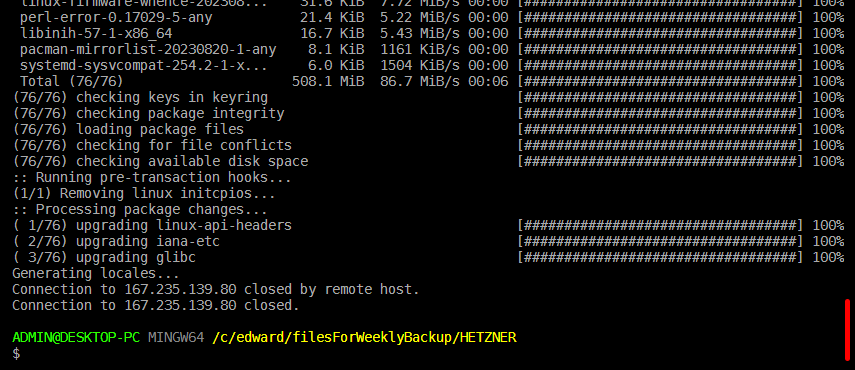 linux-firmware-whence-202308... 31.6 KiB 7.72 MiB/s 00:00 [##################################] 100%
perl-error-0.17029-5-any 21.4 KiB 5.22 MiB/s 00:00 [##################################] 100%
libinih-57-1-x86_64 16.7 KiB 5.43 MiB/s 00:00 [##################################] 100%
pacman-mirrorlist-20230820-1-any 8.1 KiB 1161 KiB/s 00:00 [##################################] 100%
systemd-sysvcompat-254.2-1-x... 6.0 KiB 1504 KiB/s 00:00 [##################################] 100%
Total (76/76) 508.1 MiB 86.7 MiB/s 00:06 [##################################] 100%
(76/76) checking keys in keyring [##################################] 100%
(76/76) checking package integrity [##################################] 100%
(76/76) loading package files [##################################] 100%
(76/76) checking for file conflicts [##################################] 100%
(76/76) checking available disk space [##################################] 100%
:: Running pre-transaction hooks...
(1/1) Removing linux initcpios...
:: Processing package changes...
( 1/76) upgrading linux-api-headers [##################################] 100%
( 2/76) upgrading iana-etc [##################################] 100%
( 3/76) upgrading glibc [##################################] 100%
Generating locales...
Connection to 167.235.139.80 closed by remote host.
Connection to 167.235.139.80 closed.
ADMIN@DESKTOP-PC MINGW64 /c/edward/filesForWeeklyBackup/HETZNER
$